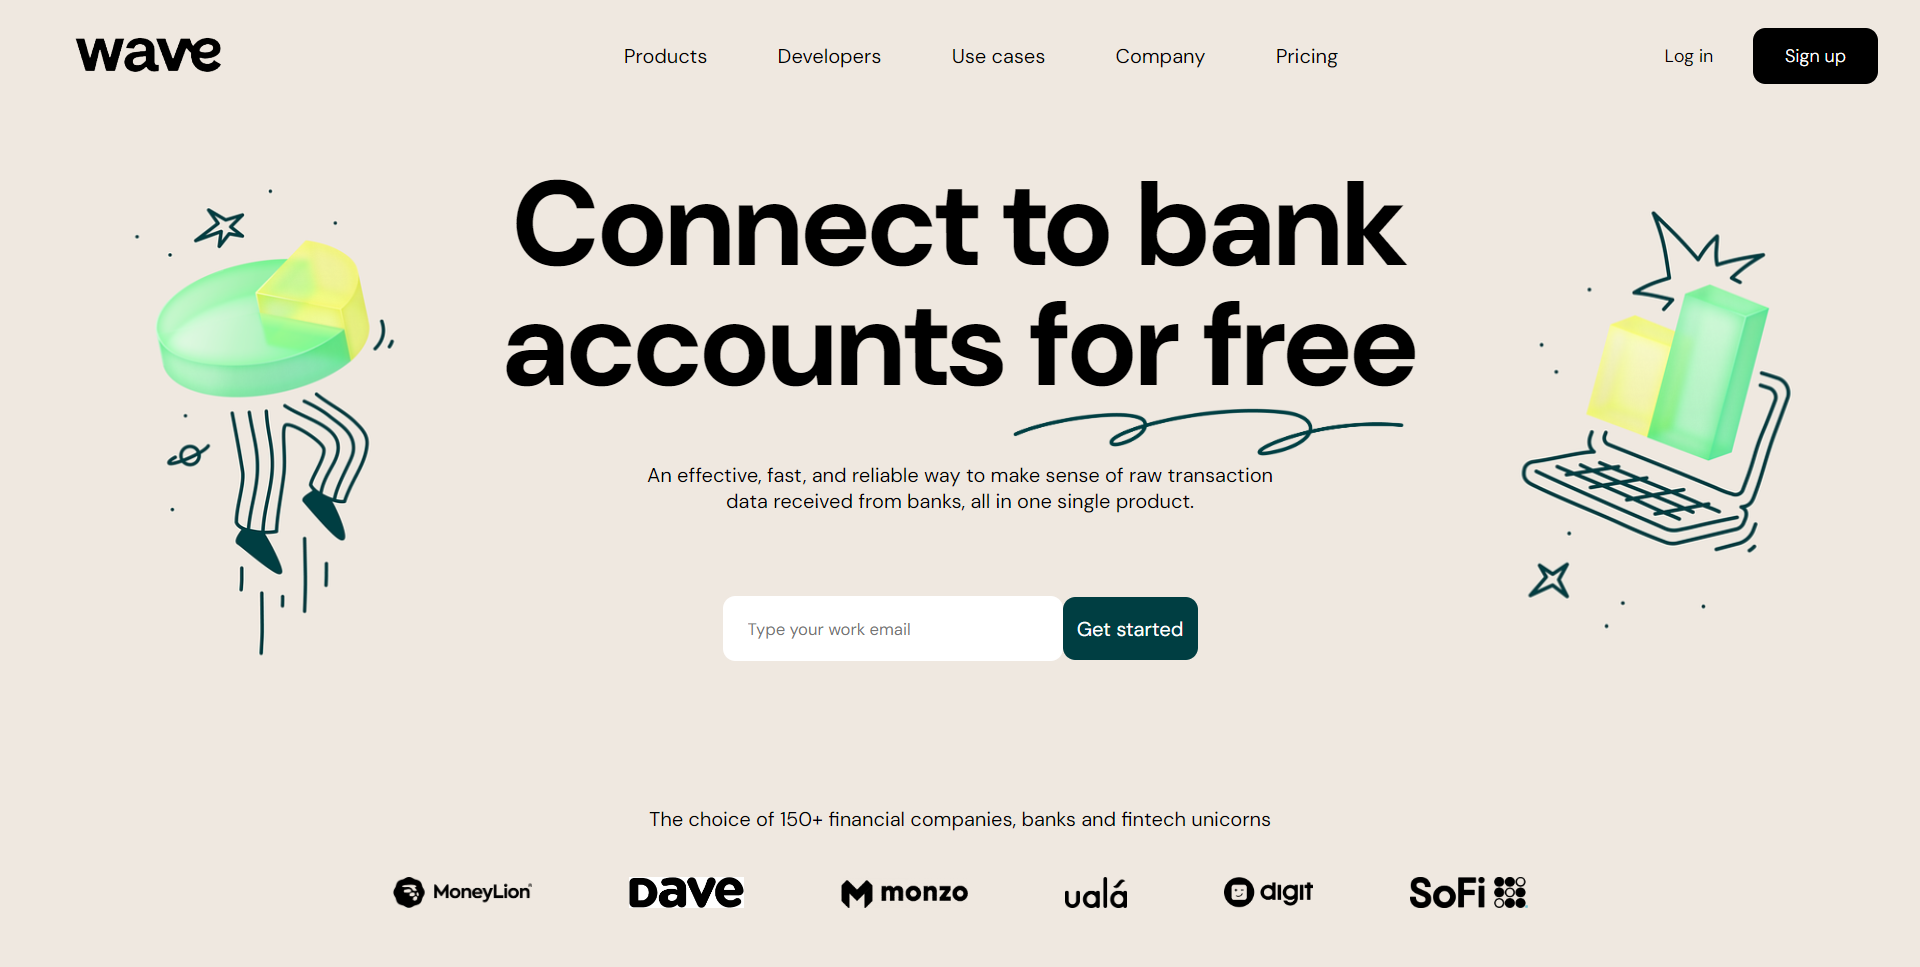 wave
Products
Developers
Use cases
Company
Pricing
Log in
Sign up
Connect to bank
accounts for free
An effective, fast, and reliable way to make sense of raw transaction
data received from banks, all in one single product.
Type your work email
Get started
The choice of 150+ financial companies, banks and fintech unicorns
MoneyLion
Dave
monzo
ualá
digit
SoFi